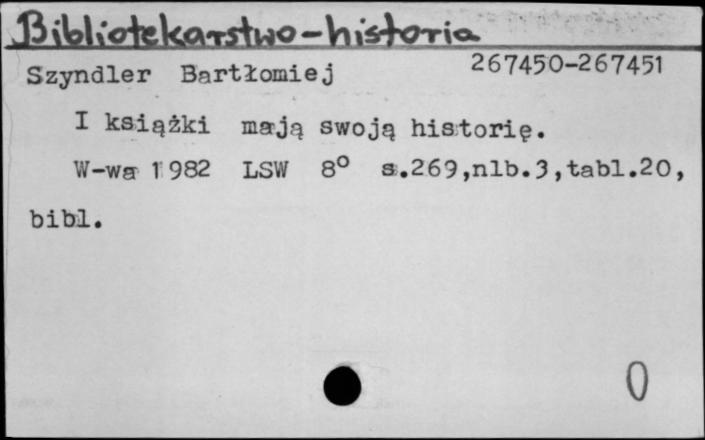 Bibliotekarstwo-historia
267450-267451
Szyndler Bartłomiej
I książki mają swoją historię.
W-wa 1982 LSW 8° s.269,nlb.3,tabl.20,
bibl.
0